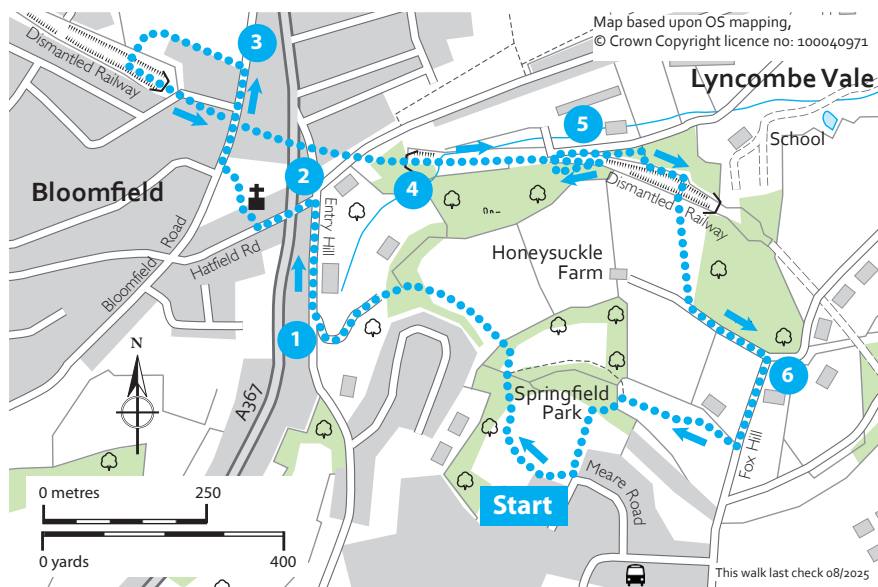 Map based upon OS mapping,
© Crown Copyright licence no: 100040971
3
Dismantled Railway
Lyncombe Vale
5
School
2
Bloomfield
4
Dismantled Railway
Entry Hill
Hatfield Rd
Bloomfield Road
Honeysuckle
Farm
1
N
6
A367
Springfield
Park
Fox Hill
Meare Road
Start
0 metres 250
0 yards 400
This walk last check 08/2025